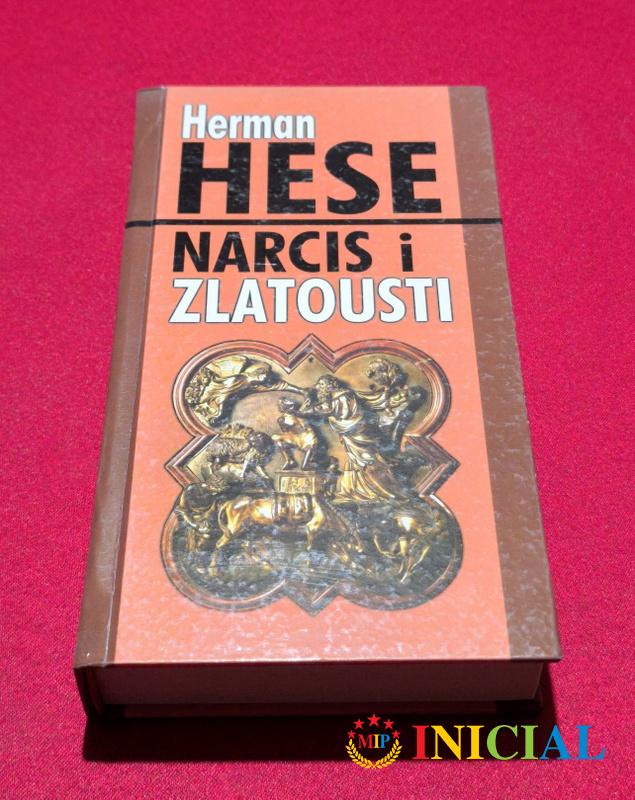 Herman
HESE
NARCIS i
ZLATOUSTI
MIP INICIAL